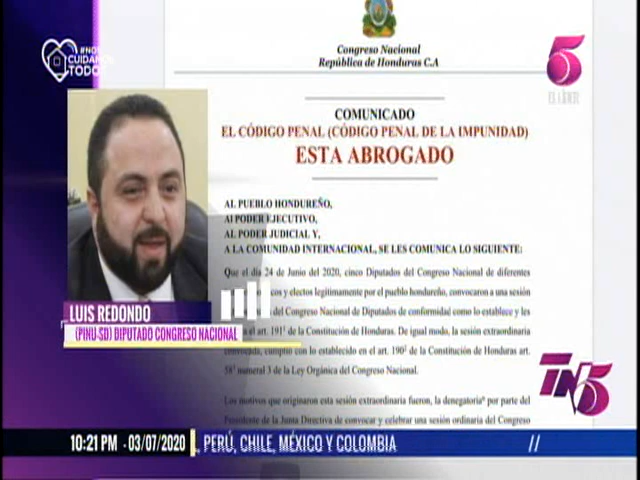 #NOS
CUIDAMOS
TODOS
5
EL LÍDER
Congreso Nacional
República de Honduras C.A
COMUNICADO
EL CÓDIGO PENAL (CÓDIGO PENAL DE LA IMPUNIDAD)
ESTA ABROGADO
AL PUEBLO HONDUREÑO,
Al PODER EJECUTIVO,
AL PODER JUDICIAL Y,
A LA COMUNIDAD INTERNACIONAL, SE LES COMUNICA LO SIGUIENTE:
Que el día 24 de Junio del 2020, cinco Diputados del Congreso Nacional de diferentes
y electos legítimamente por el pueblo hondureño, convocaron a una sesión
del Congreso Nacional de Diputados de conformidad como lo establece y les
el art. 191 de la Constitución de Honduras. De igual modo, la sesión extraordinaria
convocada, cumplió con lo establecido en el art. 190 de la Constitución de Honduras art.
58 numeral 3 de la Ley Orgánica del Congreso Nacional.
Los motivos que originaron esta sesión extraordinaria fueron, la denegatoria por parte del
Presidente de la Junta Directiva de convocar y celebrar una sesión ordinaria del Congreso
LUIS REDONDO
(PINU-SD) DIPUTADO CONGRESO NACIONAL
TN5
10:21 PM - 03/07/2020
, PERÚ, CHILE, MÉXICO Y COLOMBIA //